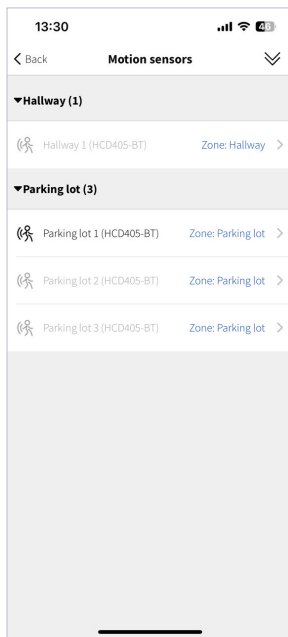 13:30
46
Back
Motion sensors
Hallway (1)
Hallway 1 (HCD405-BT) Zone: Hallway
Parking lot (3)
Parking lot 1 (HCD405-BT) Zone: Parking lot
Parking lot 2 (HCD405-BT) Zone: Parking lot
Parking lot 3 (HCD405-BT) Zone: Parking lot